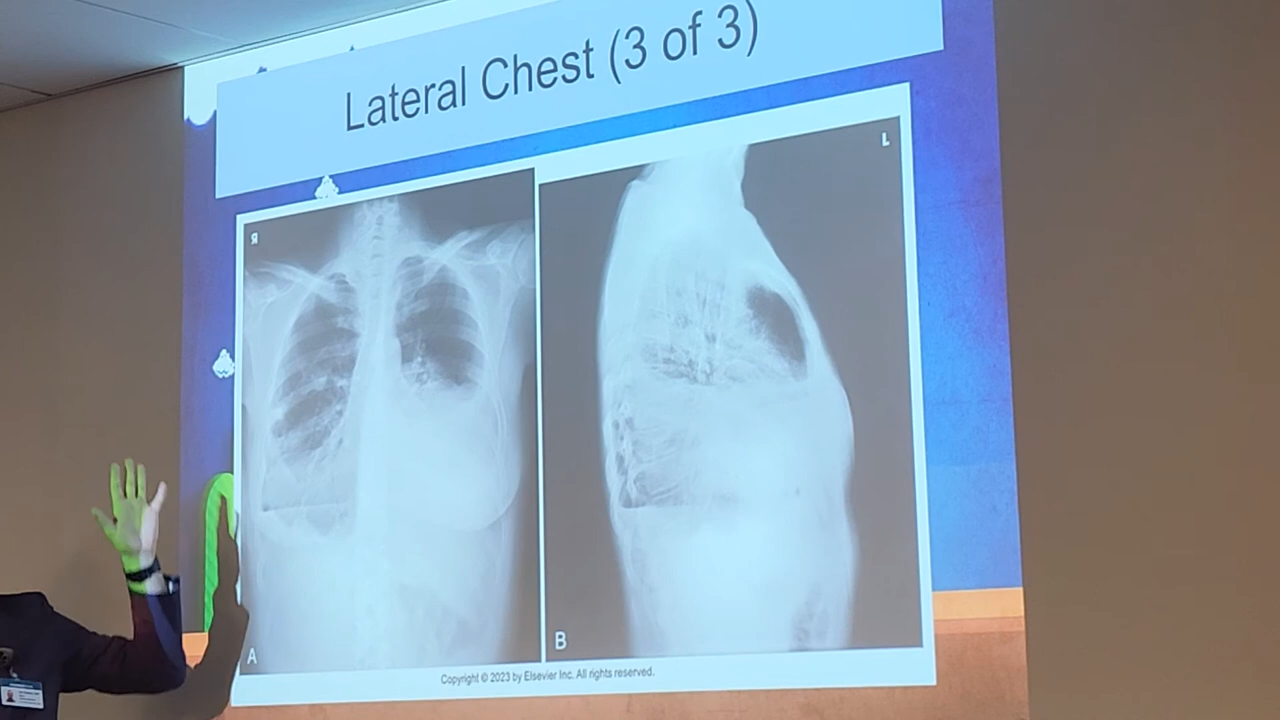 Lateral Chest (3 of 3)
R
L
A
B
Copyright © 2023 by Elsevier Inc. All rights reserved.